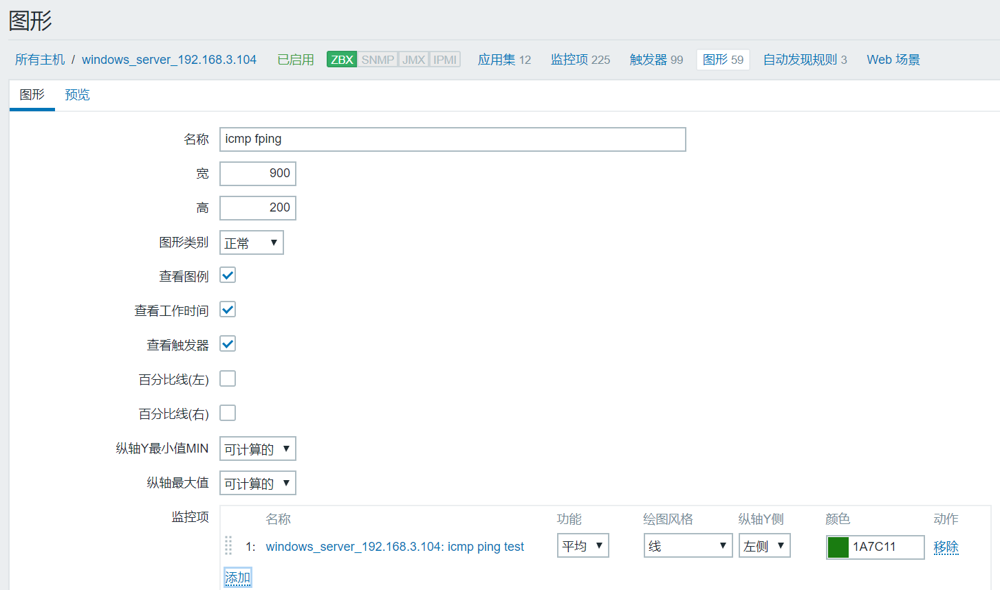 图形
所有主机 / windows_server_192.168.3.104 已启用 ZBX SNMP JMX IPMI 应用集 12 监控项 225 触发器 99 图形 59 自动发现规则 3 Web 场景
图形 预览
名称 icmp fping
宽 900
高 200
图形类别 正常
查看图例
查看工作时间
查看触发器
百分比线(左)
百分比线(右)
纵轴Y最小值MIN 可计算的
纵轴最大值 可计算的
监控项 名称 功能 绘图风格 纵轴Y侧 颜色 动作
1: windows_server_192.168.3.104: icmp ping test 平均 线 左侧 1A7C11 移除
添加